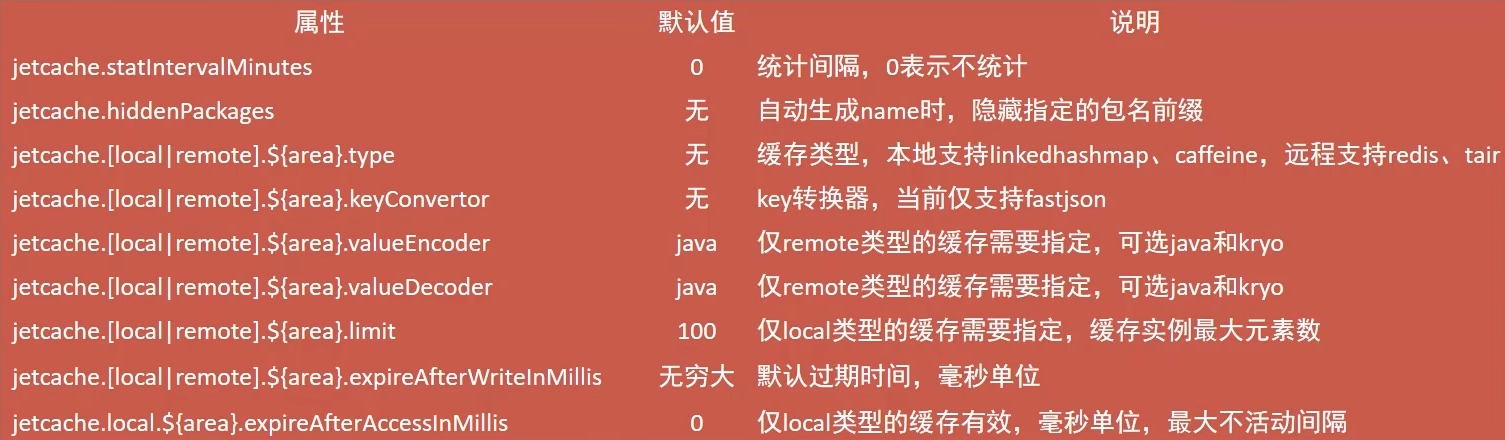 属性 默认值 说明
jetcache.statIntervalMinutes 0 统计间隔，0表示不统计
jetcache.hiddenPackages 无 自动生成name时，隐藏指定的包名前缀
jetcache.[local|remote].${area}.type 无 缓存类型，本地支持linkedhashmap、caffeine，远程支持redis、tair
jetcache.[local|remote].${area}.keyConvertor 无 key转换器，当前仅支持fastjson
jetcache.[local|remote].${area}.valueEncoder java 仅remote类型的缓存需要指定，可选java和kryo
jetcache.[local|remote].${area}.valueDecoder java 仅remote类型的缓存需要指定，可选java和kryo
jetcache.[local|remote].${area}.limit 100 仅local类型的缓存需要指定，缓存实例最大元素数
jetcache.[local|remote].${area}.expireAfterWriteInMillis 无穷大 默认过期时间，毫秒单位
jetcache.local.${area}.expireAfterAccessInMillis 0 仅local类型的缓存有效，毫秒单位，最大不活动间隔